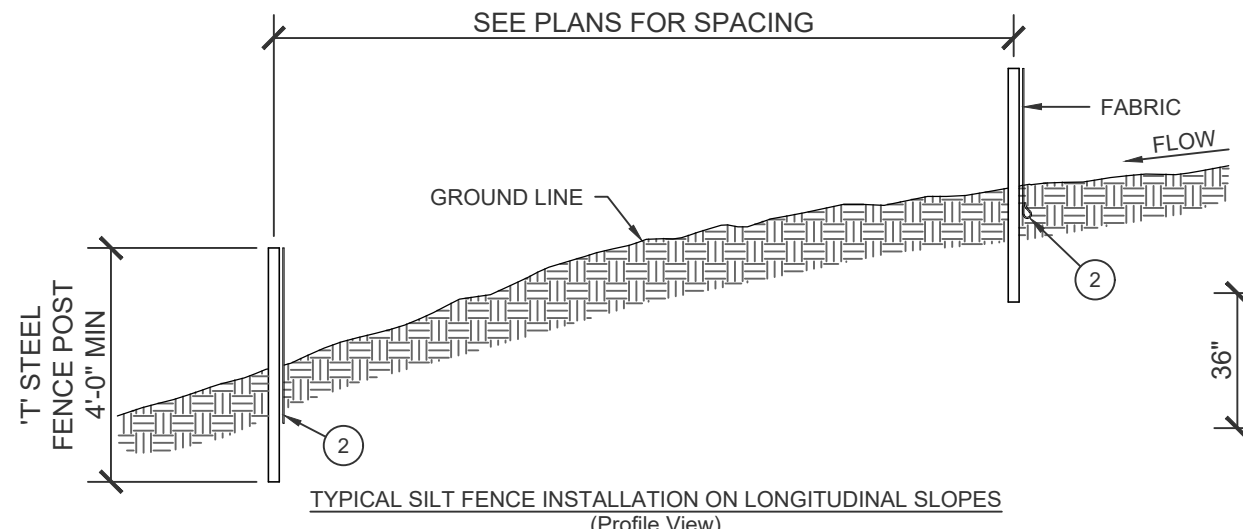 SEE PLANS FOR SPACING
FABRIC
FLOW
GROUND LINE
2
'T' STEEL
FENCE POST
4'-0" MIN
36"
2
TYPICAL SILT FENCE INSTALLATION ON LONGITUDINAL SLOPES
(Profile View)